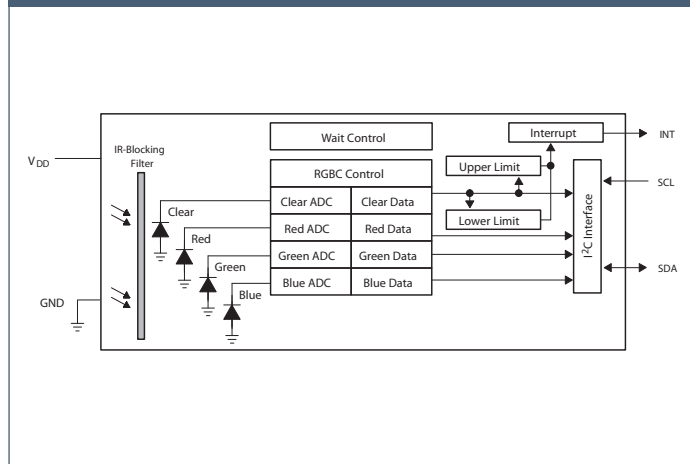 IR-Blocking
Filter
Wait Control
Interrupt
INT
V DD
RGBC Control
Upper Limit
SCL
Clear ADC
Clear Data
Clear
Lower Limit
Red ADC
Red Data
Red
I²C Interface
Green ADC
Green Data
Green
SDA
Blue ADC
Blue Data
Blue
GND